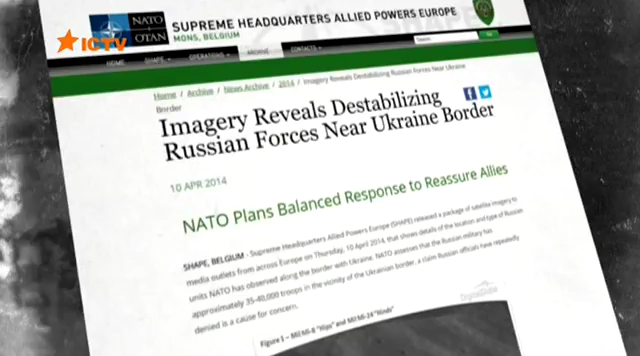 ICTV
NATO
OTAN
SUPREME HEADQUARTERS ALLIED POWERS EUROPE
MONS, BELGIUM
HOME SHAPE OPERATIONS ARCHIVE CONTACTS
Home / Archive / News Archive / 2014 / Imagery Reveals Destabilizing Russian Forces Near Ukraine
Border
Imagery Reveals Destabilizing
Russian Forces Near Ukraine Border
10 APR 2014
NATO Plans Balanced Response to Reassure Allies
SHAPE, BELGIUM - Supreme Headquarters Allied Powers Europe (SHAPE) released a package of satellite imagery to
media outlets from across Europe on Thursday, 10 April 2014, that shows details of the location and type of Russian
units NATO has observed along the border with Ukraine. NATO assesses that the Russian military has
approximately 35-40,000 troops in the vicinity of the Ukrainian border, a claim Russian officials have repeatedly
denied is a cause for concern.
DigitalGlobe
Figure 1 – Mil Mi-8 "Hips" and Mil Mi-24 "Hinds"